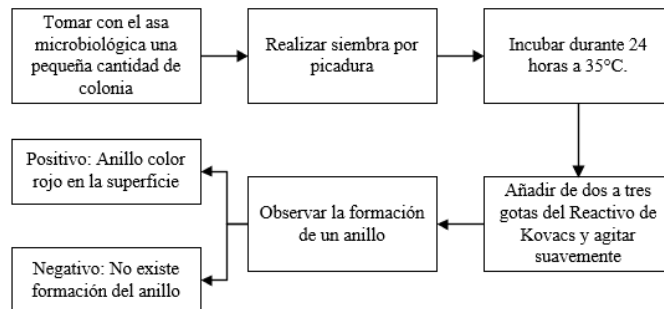 Tomar con el asa
microbiológica una
pequeña cantidad de
colonia
Realizar siembra por
picadura
Incubar durante 24
horas a 35°C.
Añadir de dos a tres
gotas del Reactivo de
Kovacs y agitar
suavemente
Observar la formación
de un anillo
Positivo: Anillo color
rojo en la superficie
Negativo: No existe
formación del anillo